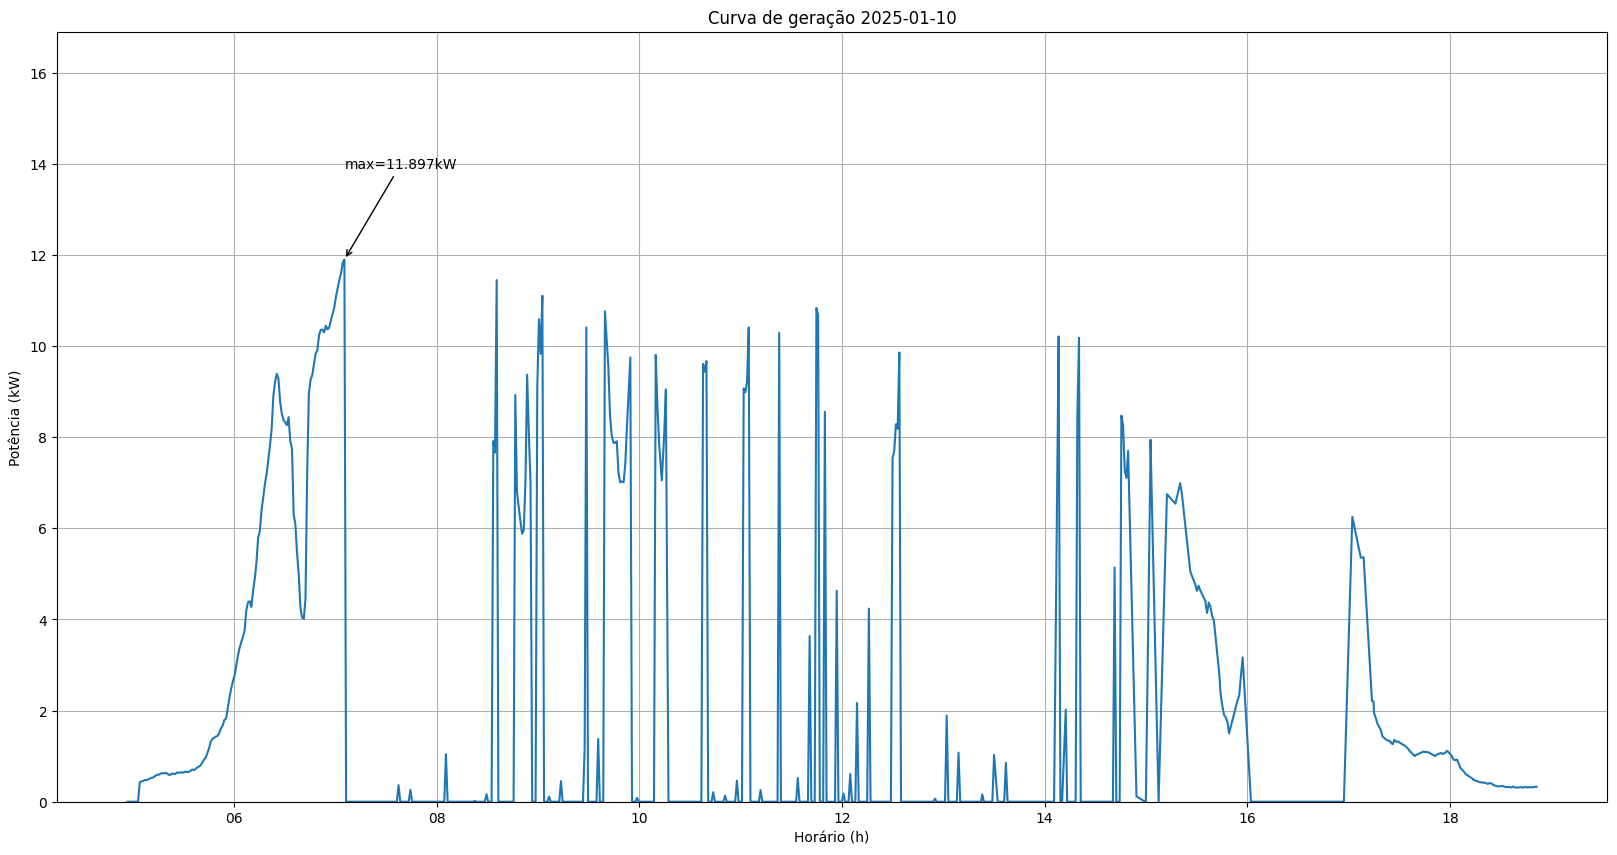 Curva de geração 2025-01-10
16
14
12
10
8
6
4
2
0
Potência (kW)
max=11.897kW
06 08 10 12 14 16 18
Horário (h)